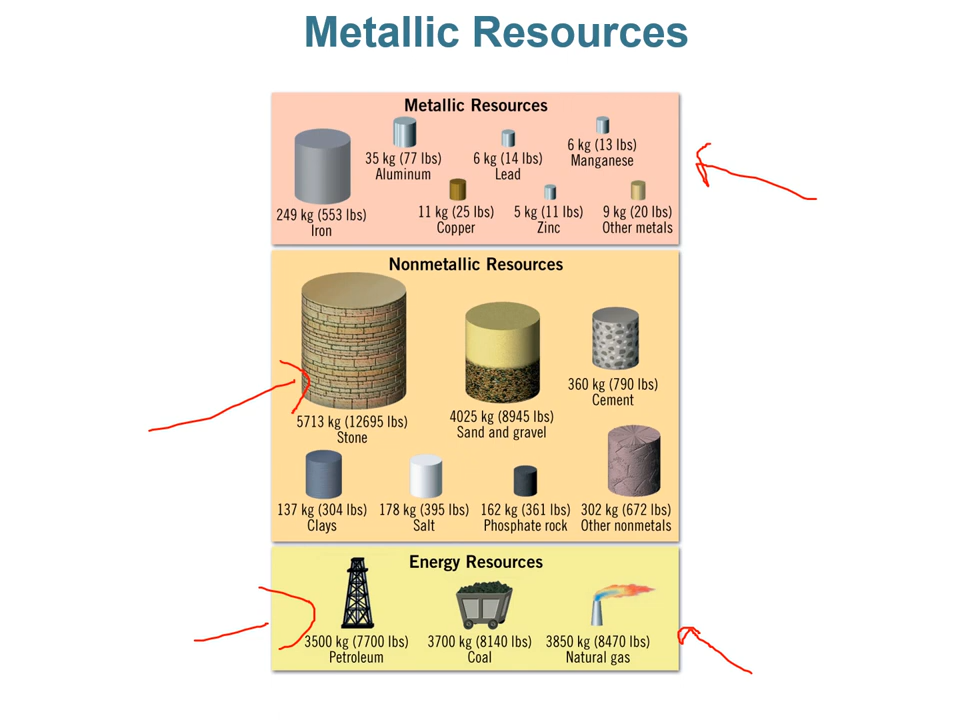 Metallic Resources
Metallic Resources
249 kg (553 lbs)
Iron
35 kg (77 lbs)
Aluminum
6 kg (14 lbs)
Lead
6 kg (13 lbs)
Manganese
11 kg (25 lbs)
Copper
5 kg (11 lbs)
Zinc
9 kg (20 lbs)
Other metals
Nonmetallic Resources
5713 kg (12695 lbs)
Stone
4025 kg (8945 lbs)
Sand and gravel
360 kg (790 lbs)
Cement
137 kg (304 lbs)
Clays
178 kg (395 lbs)
Salt
162 kg (361 lbs)
Phosphate rock
302 kg (672 lbs)
Other nonmetals
Energy Resources
3500 kg (7700 lbs)
Petroleum
3700 kg (8140 lbs)
Coal
3850 kg (8470 lbs)
Natural gas